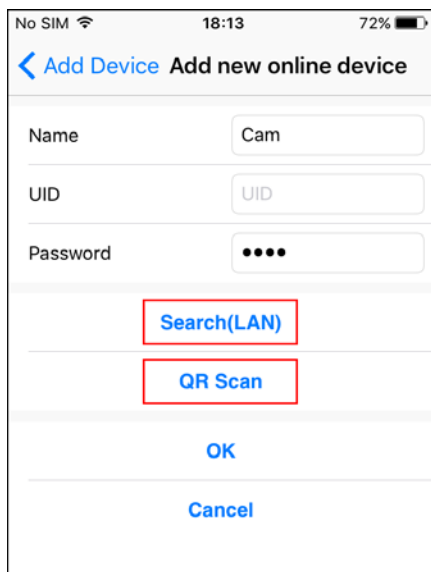 No SIM 18:13 72%
Add Device Add new online device
Name Cam
UID UID
Password ••••
Search(LAN)
QR Scan
OK
Cancel